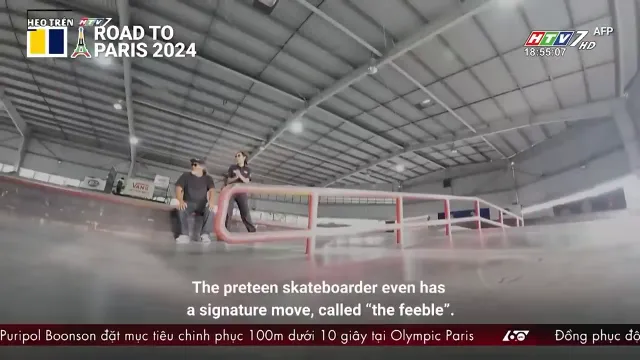 HEO TRÊN HTV7
ROAD TO
PARIS 2024
HTV7 HD
AFP
18:55:07
VANS
The preteen skateboarder even has
a signature move, called “the feeble”.
Puripol Boonson đặt mục tiêu chinh phục 100m dưới 10 giây tại Olympic Paris
60
Đồng phục độ